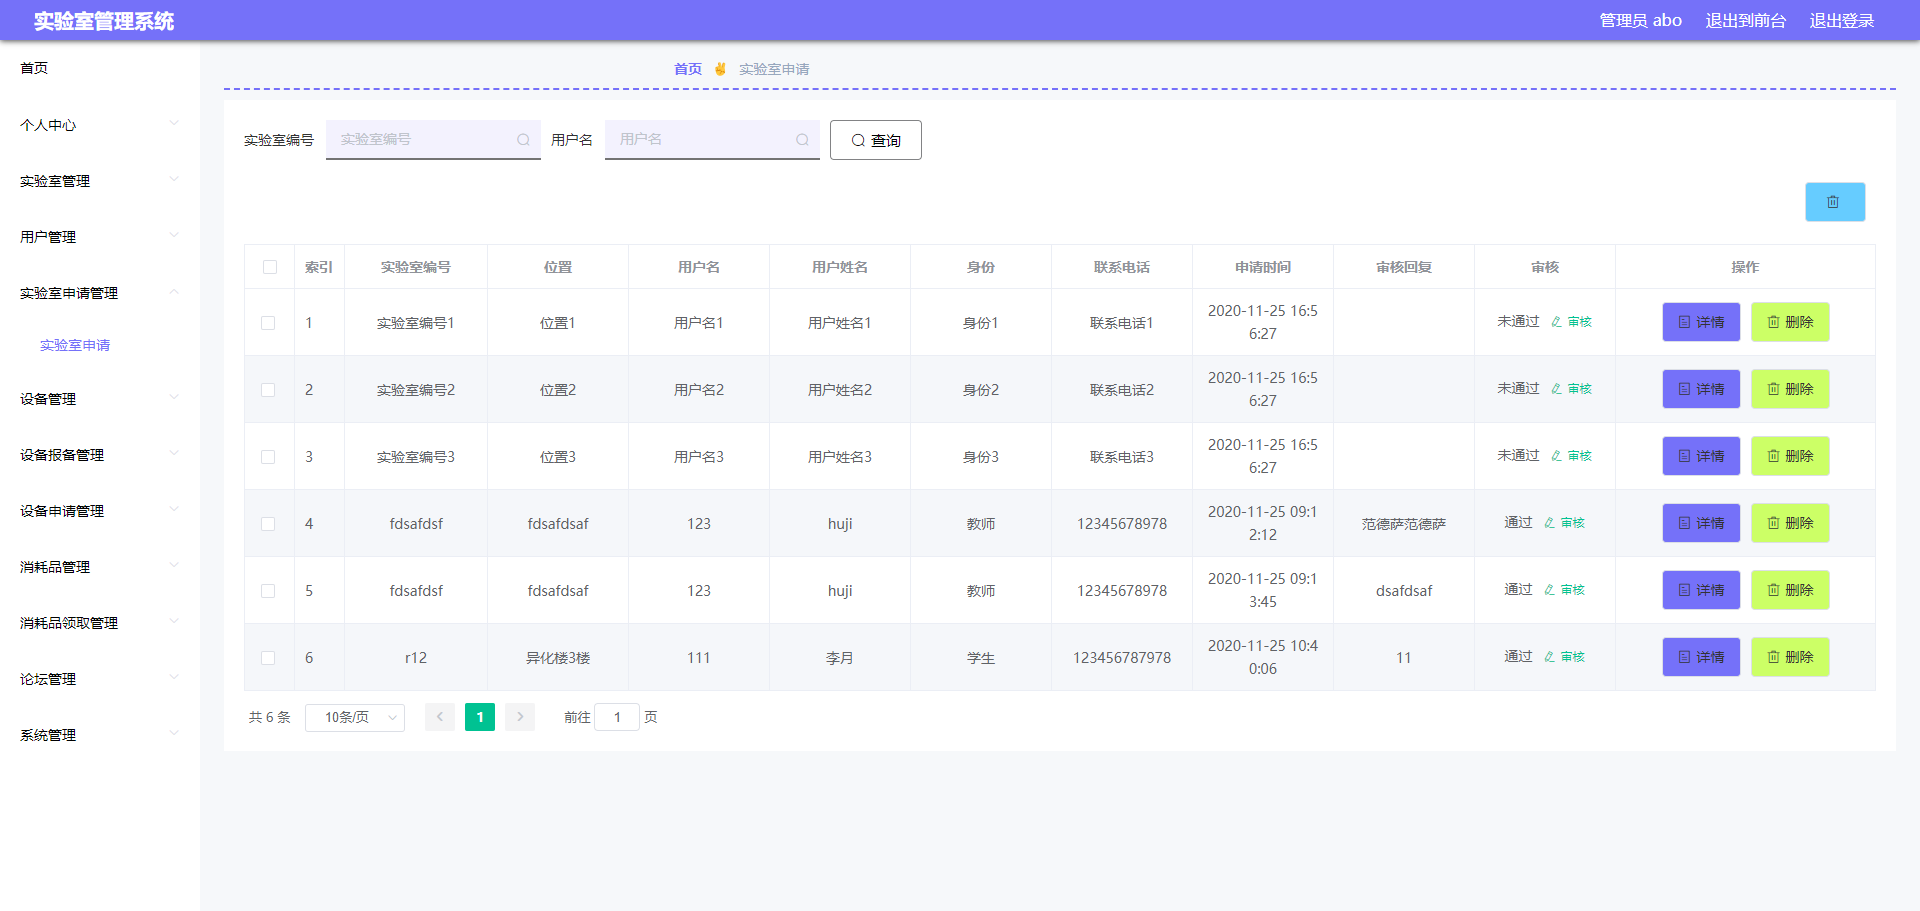 实验室管理系统
管理员 abo 退出到前台 退出登录
首页
个人中心
实验室管理
用户管理
实验室申请管理
实验室申请
设备管理
设备报备管理
设备申请管理
消耗品管理
消耗品领取管理
论坛管理
系统管理
首页 ✌ 实验室申请
实验室编号 实验室编号 用户名 用户名 查询
索引 实验室编号 位置 用户名 用户姓名 身份 联系电话 申请时间 审核回复 审核 操作
1 实验室编号1 位置1 用户名1 用户姓名1 身份1 联系电话1 2020-11-25 16:5
6:27 未通过 审核 详情 删除
2 实验室编号2 位置2 用户名2 用户姓名2 身份2 联系电话2 2020-11-25 16:5
6:27 未通过 审核 详情 删除
3 实验室编号3 位置3 用户名3 用户姓名3 身份3 联系电话3 2020-11-25 16:5
6:27 未通过 审核 详情 删除
4 fdsafdsf fdsafdsaf 123 huji 教师 12345678978 2020-11-25 09:1
2:12 范德萨范德萨 通过 审核 详情 删除
5 fdsafdsf fdsafdsaf 123 huji 教师 12345678978 2020-11-25 09:1
3:45 dsafdsaf 通过 审核 详情 删除
6 r12 异化楼3楼 111 李月 学生 123456787978 2020-11-25 10:4
0:06 11 通过 审核 详情 删除
共 6 条 10条/页 1 前往 1 页